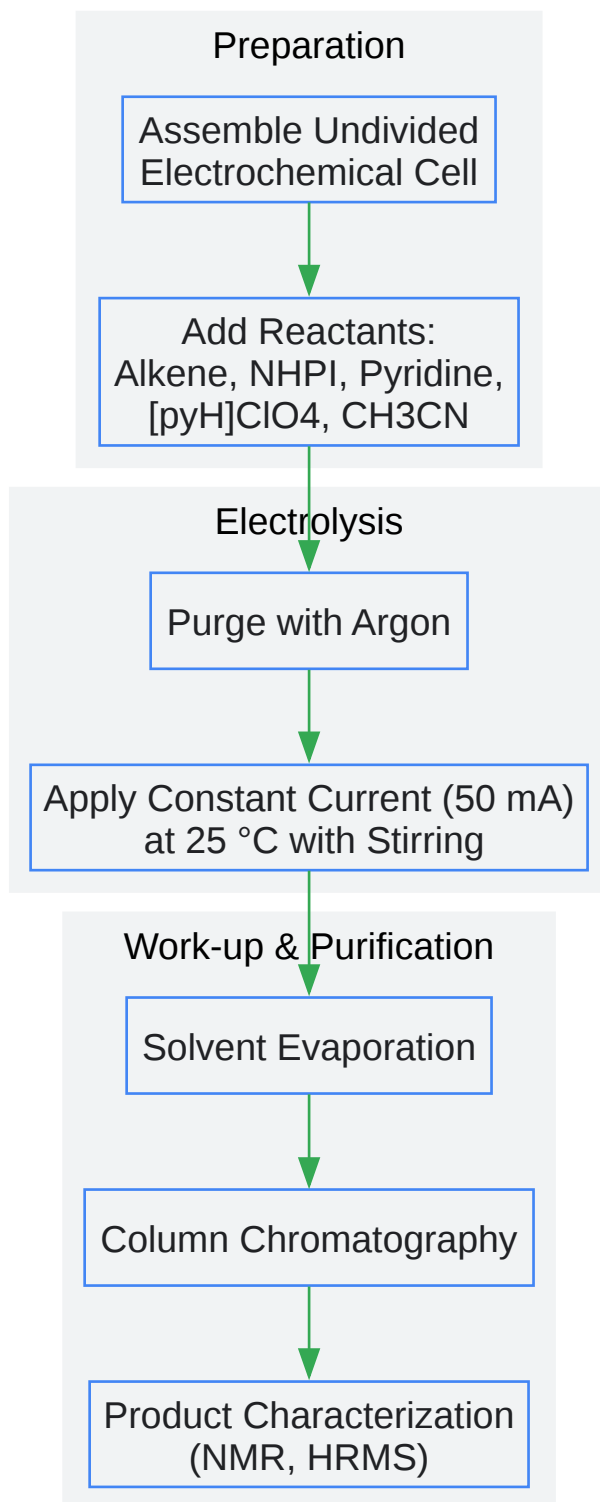 Preparation
Assemble Undivided
Electrochemical Cell
Add Reactants:
Alkene, NHPI, Pyridine,
[pyH]ClO4, CH3CN
Electrolysis
Purge with Argon
Apply Constant Current (50 mA)
at 25 °C with Stirring
Work-up & Purification
Solvent Evaporation
Column Chromatography
Product Characterization
(NMR, HRMS)